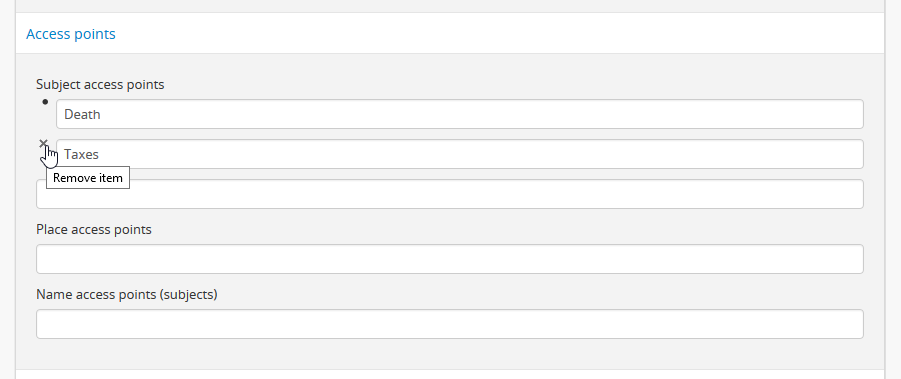 Access points
Subject access points
Death
Taxes
Remove item
Place access points
Name access points (subjects)